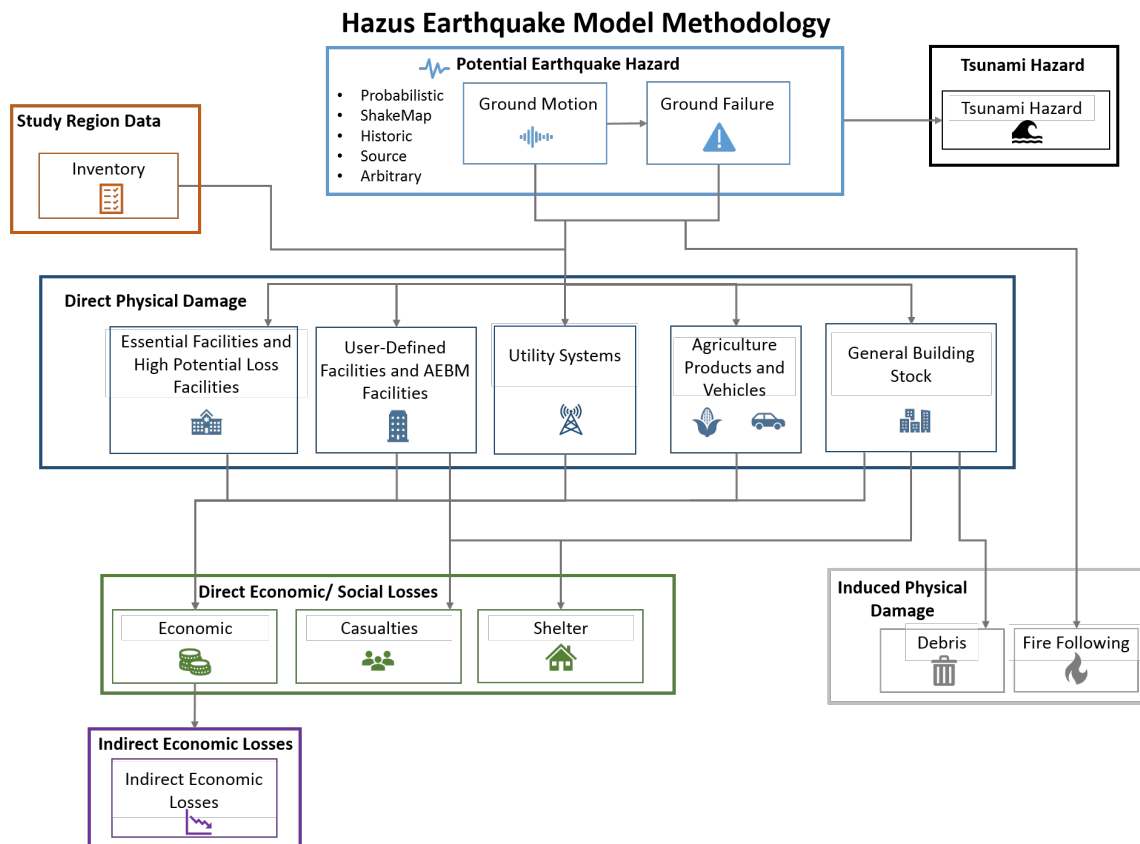 Hazus Earthquake Model Methodology
Potential Earthquake Hazard
• Probabilistic
• ShakeMap
• Historic
• Source
• Arbitrary
Ground Motion
Ground Failure
Tsunami Hazard
Tsunami Hazard
Study Region Data
Inventory
Direct Physical Damage
Essential Facilities and
High Potential Loss
Facilities
User-Defined
Facilities and AEBM
Facilities
Utility Systems
Agriculture
Products and
Vehicles
General Building
Stock
Direct Economic/ Social Losses
Economic
Casualties
Shelter
Induced Physical
Damage
Debris
Fire Following
Indirect Economic Losses
Indirect Economic
Losses